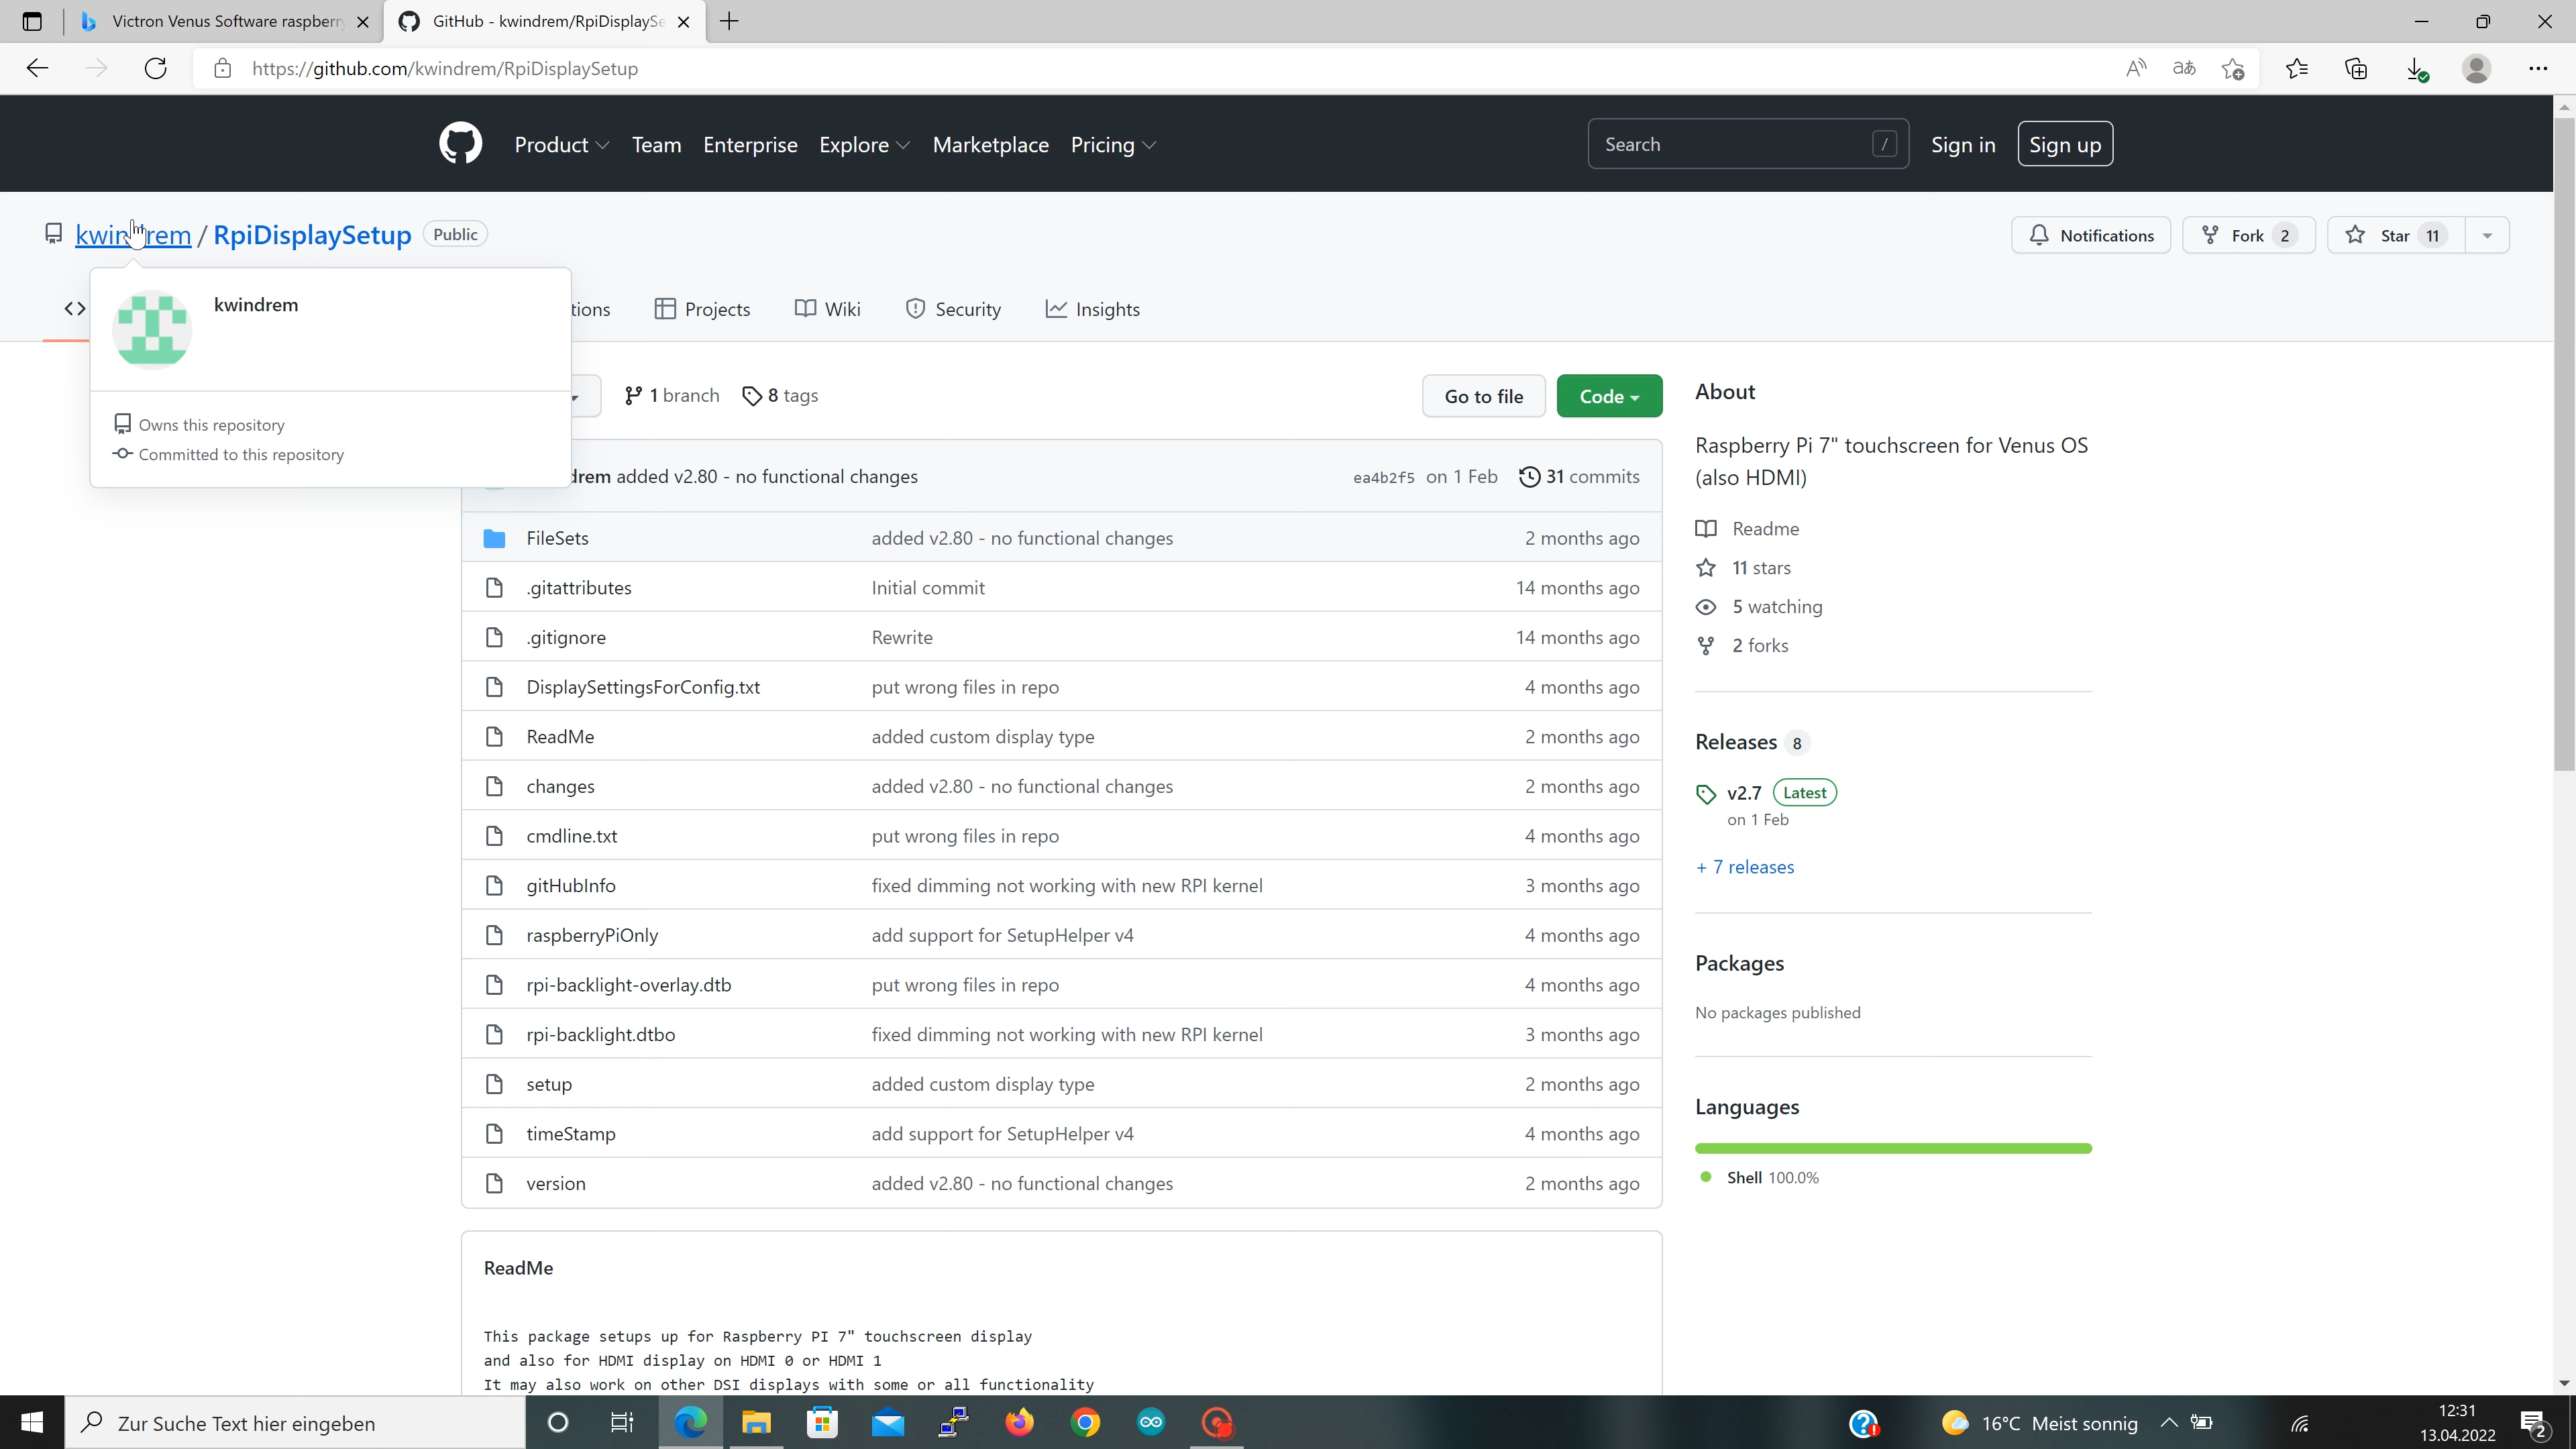 Victron Venus Software raspberr
GitHub - kwindrem/RpiDisplaySe
https://github.com/kwindrem/RpiDisplaySetup
Product Team Enterprise Explore Marketplace Pricing
Search /
Sign in
Sign up
kwindrem / RpiDisplaySetup Public
Notifications
Fork 2
Star 11
kwindrem
Owns this repository
Committed to this repository
tions
Projects
Wiki
Security
Insights
1 branch
8 tags
Go to file
Code
drem added v2.80 - no functional changes ea4b2f5 on 1 Feb 31 commits
FileSets added v2.80 - no functional changes 2 months ago
.gitattributes Initial commit 14 months ago
.gitignore Rewrite 14 months ago
DisplaySettingsForConfig.txt put wrong files in repo 4 months ago
ReadMe added custom display type 2 months ago
changes added v2.80 - no functional changes 2 months ago
cmdline.txt put wrong files in repo 4 months ago
gitHubInfo fixed dimming not working with new RPI kernel 3 months ago
raspberryPiOnly add support for SetupHelper v4 4 months ago
rpi-backlight-overlay.dtb put wrong files in repo 4 months ago
rpi-backlight.dtbo fixed dimming not working with new RPI kernel 3 months ago
setup added custom display type 2 months ago
timeStamp add support for SetupHelper v4 4 months ago
version added v2.80 - no functional changes 2 months ago
ReadMe
This package setups up for Raspberry PI 7" touchscreen display
and also for HDMI display on HDMI 0 or HDMI 1
It may also work on other DSI displays with some or all functionality
About
Raspberry Pi 7" touchscreen for Venus OS
(also HDMI)
Readme
11 stars
5 watching
2 forks
Releases 8
v2.7 Latest
on 1 Feb
+ 7 releases
Packages
No packages published
Languages
Shell 100.0%
Zur Suche Text hier eingeben
16°C Meist sonnig
12:31
13.04.2022
2